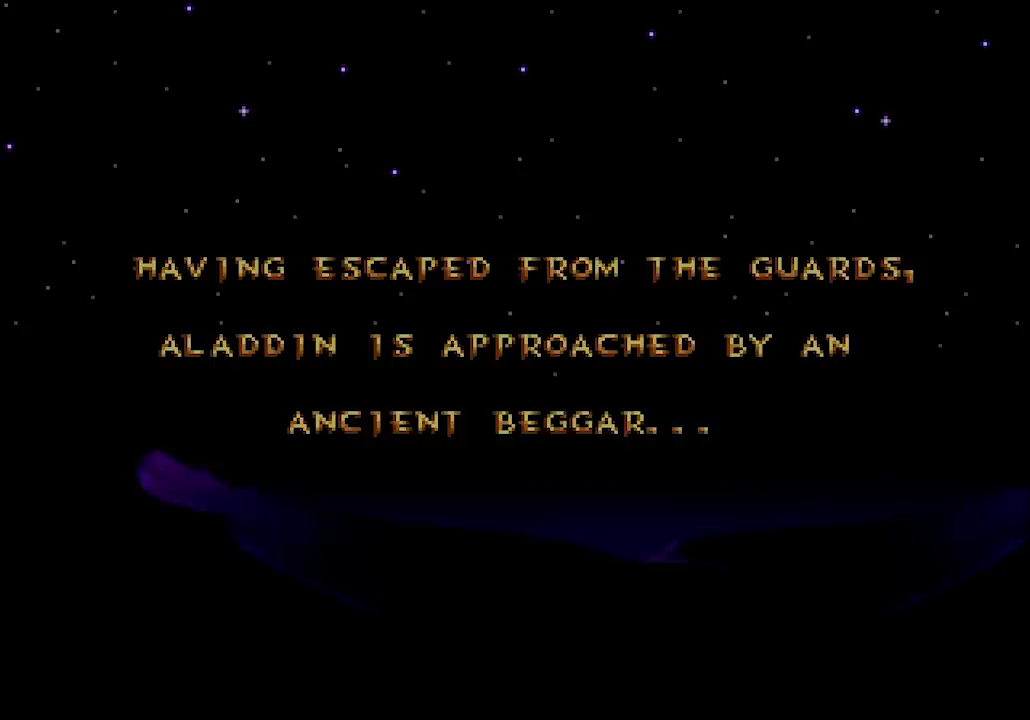 HAVING ESCAPED FROM THE GUARDS,
ALADDIN IS APPROACHED BY AN
ANCIENT BEGGAR...